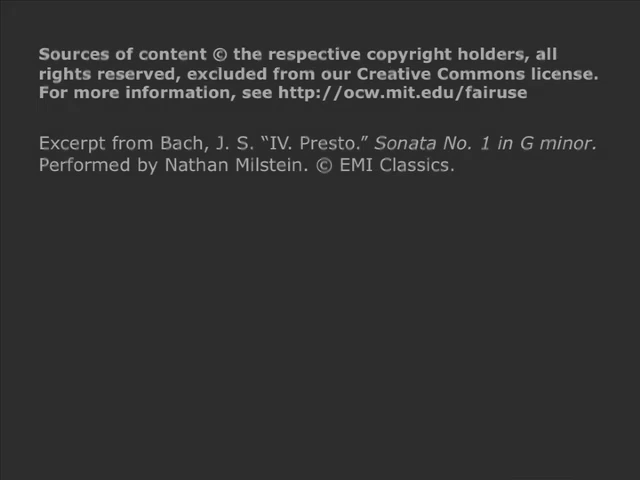 Sources of content © the respective copyright holders, all
rights reserved, excluded from our Creative Commons license.
For more information, see http://ocw.mit.edu/fairuse
Excerpt from Bach, J. S. “IV. Presto.” Sonata No. 1 in G minor.
Performed by Nathan Milstein. © EMI Classics.